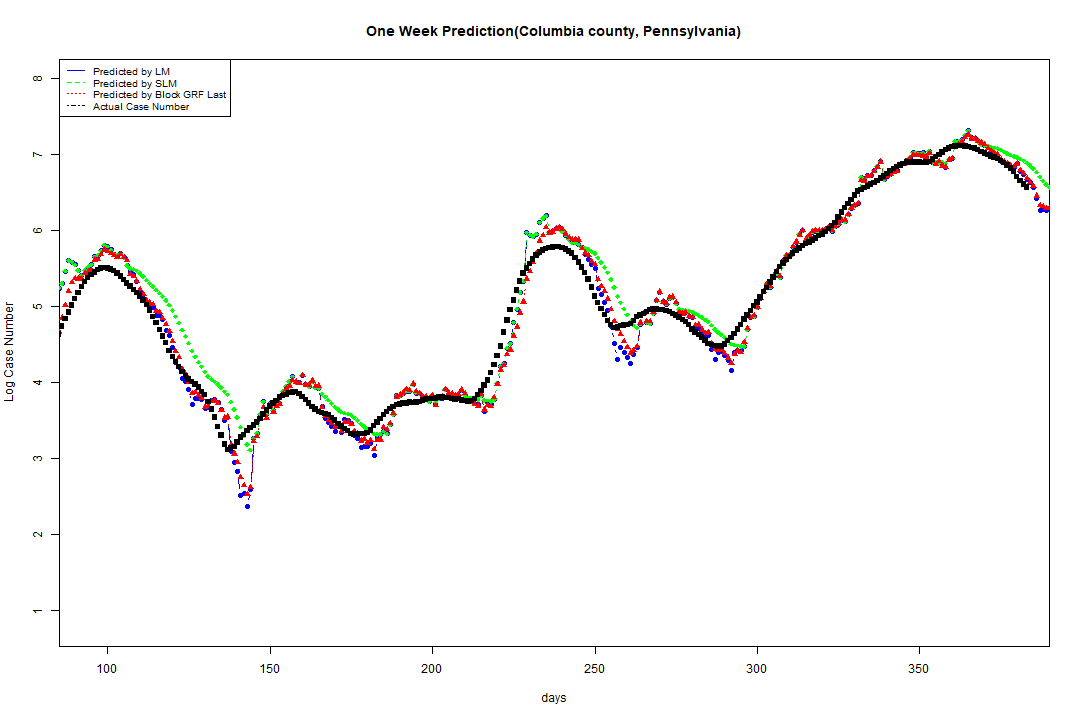 One Week Prediction(Columbia county, Pennsylvania)
Predicted by LM
Predicted by SLM
Predicted by Block GRF Last
Actual Case Number
8
7
6
5
4
3
2
1
Log Case Number
100 150 200 250 300 350
days